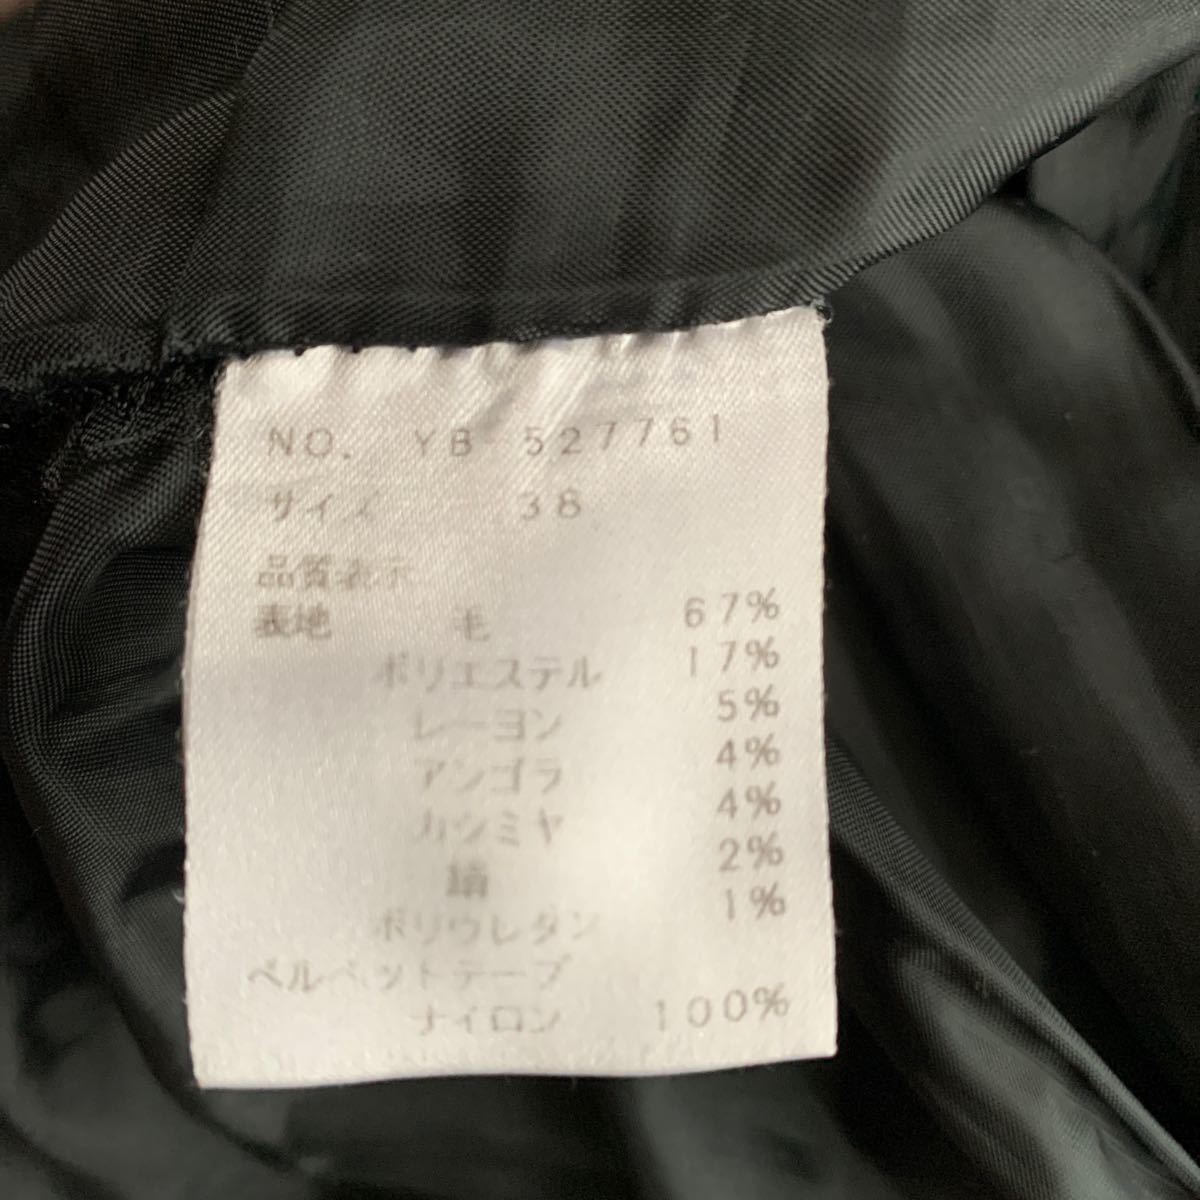 NO. YB 527761
サイズ 38
品質表示
表地 毛 67%
ポリエステル 17%
レーヨン 5%
アンゴラ 4%
カシミヤ 4%
絹 2%
ポリウレタン 1%
ベルベットテープ
ナイロン 100%